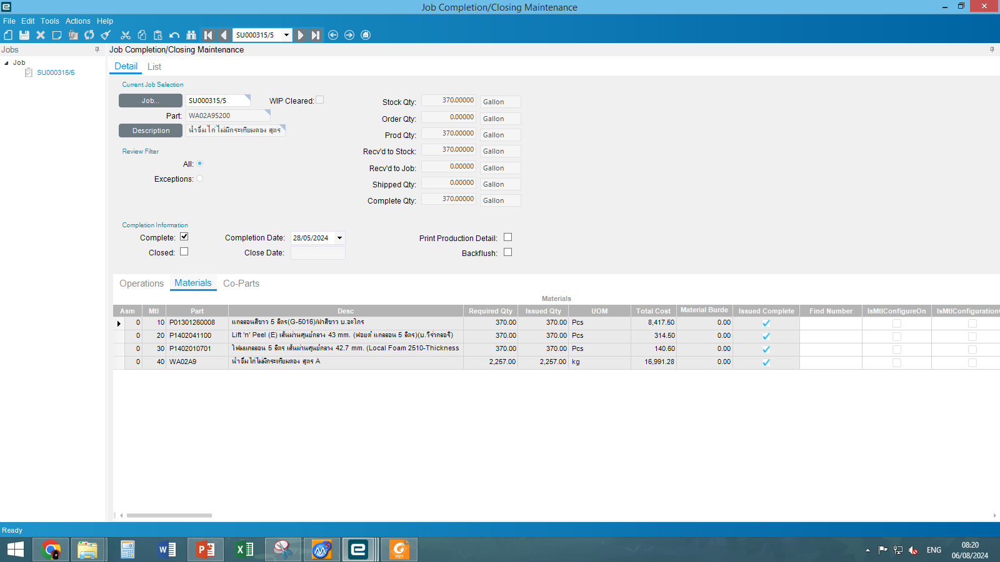 Job Completion/Closing Maintenance
File Edit Tools Actions Help
SU000315/5
Jobs
Job Completion/Closing Maintenance
Job
SU000315/5
Detail List
Current Job Selection
Job... SU000315/5 WIP Cleared:
Part: WA02A95200
Description น้ำจิ้มไก่ไม่มีกระเทียมดอง สูตร
Stock Qty: 370.00000 Gallon
Order Qty: 0.00000 Gallon
Prod Qty: 370.00000 Gallon
Recv'd to Stock: 370.00000 Gallon
Recv'd to Job: 0.00000 Gallon
Shipped Qty: 0.00000 Gallon
Complete Qty: 370.00000 Gallon
Review Filter
All:
Exceptions:
Completion Information
Complete: Completion Date: 28/05/2024 Print Production Detail:
Closed: Close Date: Backflush:
Operations Materials Co-Parts
Materials
Asm Mtl Part Desc Required Qty Issued Qty UOM Total Cost Material Burde Issued Complete Find Number IsMtlConfigureOn IsMtlConfiguration
0 10 P01301260008 แกลลอนสีขาว 5 ลิตร(G-5016)/ฝาสีขาว บ.อะโกร 370.00 370.00 Pcs 8,417.50 0.00
0 20 P1402041100 Lift 'n' Peel (E) เส้นผ่านศูนย์กลาง 43 mm. (ฟอยด์ แกลลอน 5 ลิตร)(บ.วีร่ากลอรี่) 370.00 370.00 Pcs 314.50 0.00
0 30 P1402010701 โฟมแกลลอน 5 ลิตร เส้นผ่านศูนย์กลาง 42.7 mm. (Local Foam 2510-Thickness 370.00 370.00 Pcs 140.60 0.00
0 40 WA02A9 น้ำจิ้มไก่ไม่มีกระเทียมดอง สูตร A 2,257.00 2,257.00 kg 16,991.28 0.00
Ready
PDF
ENG
08:20
06/08/2024